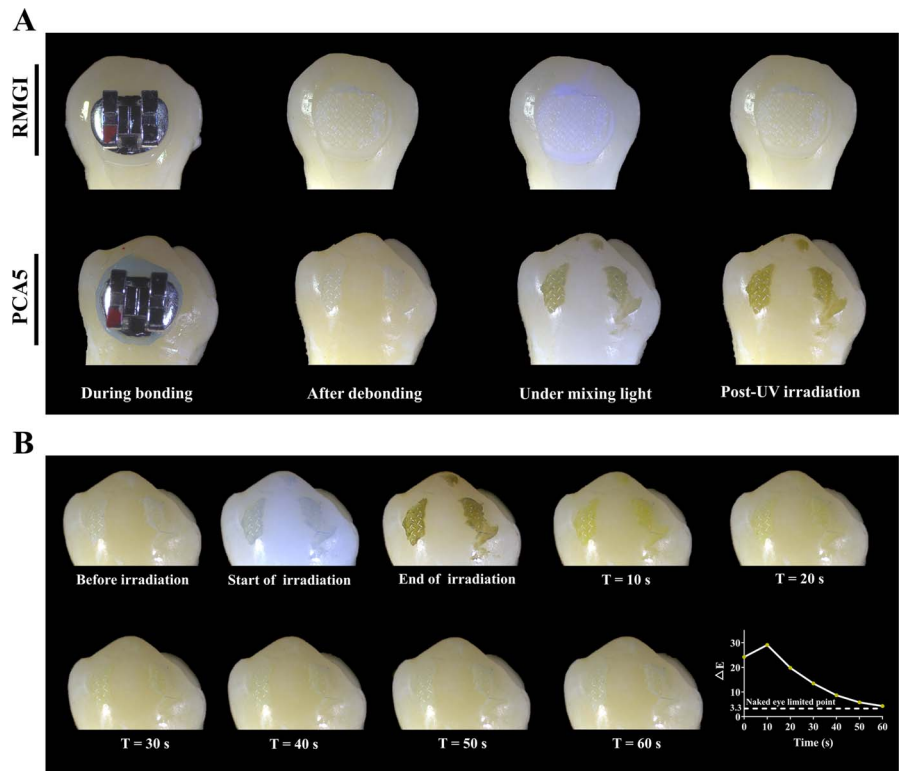 A
RMGI
PCA5
During bonding
After debonding
Under mixing light
Post-UV irradiation
B
Before irradiation
Start of irradiation
End of irradiation
T = 10 s
T = 20 s
T = 30 s
T = 40 s
T = 50 s
T = 60 s
△E
30
20
10
3.3
0
Naked eye limited point
0 10 20 30 40 50 60
Time (s)